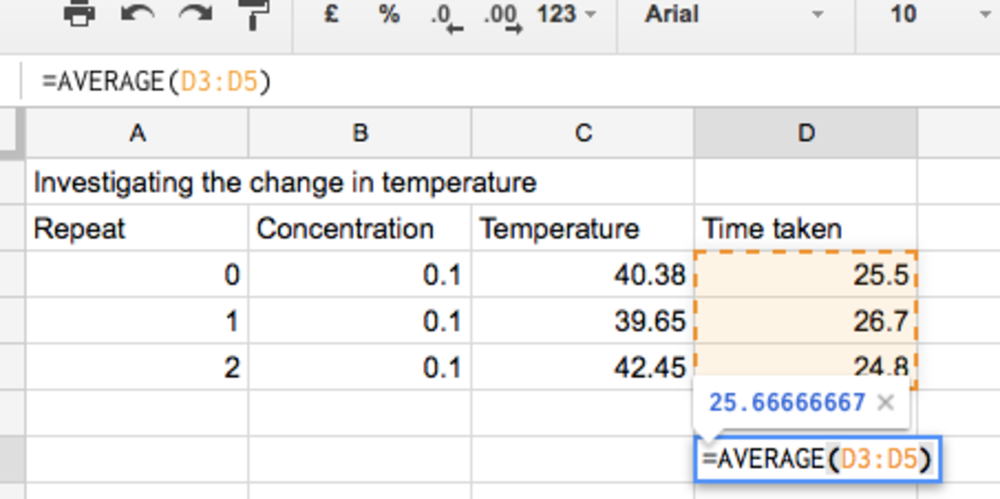 £ % .0 .00 123 Arial 10
=AVERAGE(D3:D5)
A B C D
Investigating the change in temperature
Repeat Concentration Temperature Time taken
0 0.1 40.38 25.5
1 0.1 39.65 26.7
2 0.1 42.45 24.8
25.66666667 ×
=AVERAGE(D3:D5)